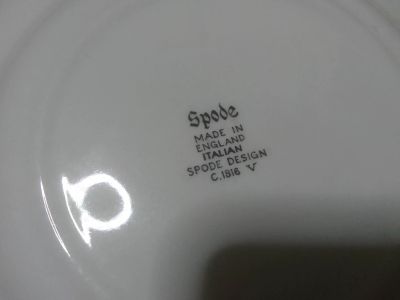 Spode
MADE IN
ENGLAND
ITALIAN
SPODE DESIGN
C.1816 V